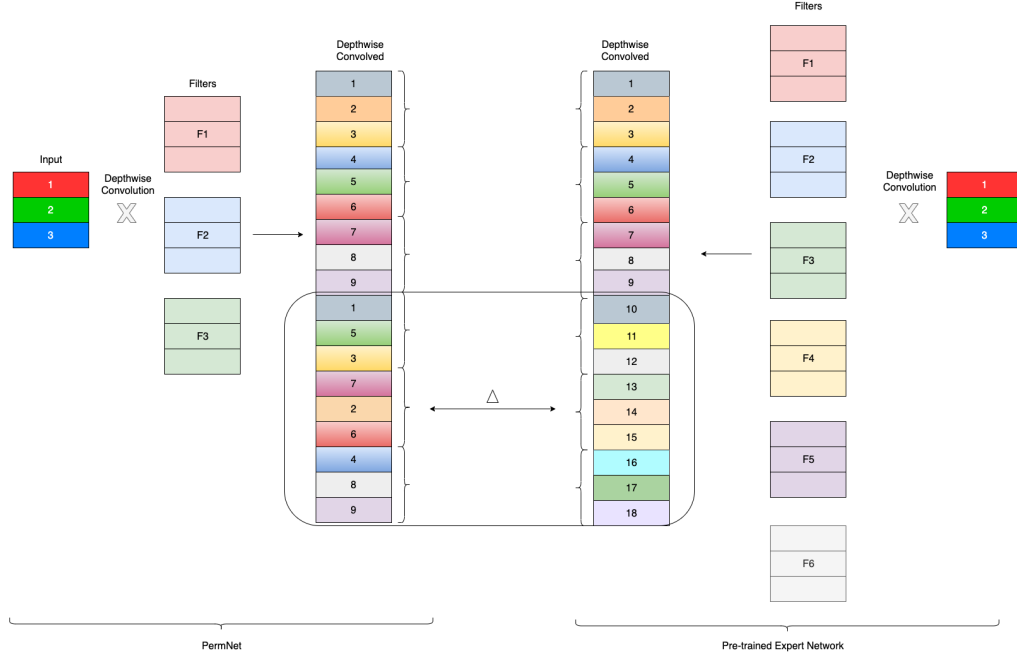 Filters
Depthwise
Convolved
Depthwise
Convolved
Filters
F1
F2
F3
Input
1
2
3
Depthwise
Convolution
X
1
2
3
4
5
6
7
8
9
1
5
3
7
2
6
4
8
9
Δ
1
2
3
4
5
6
7
8
9
10
11
12
13
14
15
16
17
18
F1
F2
F3
F4
F5
F6
Depthwise
Convolution
X
1
2
3
PermNet
Pre-trained Expert Network